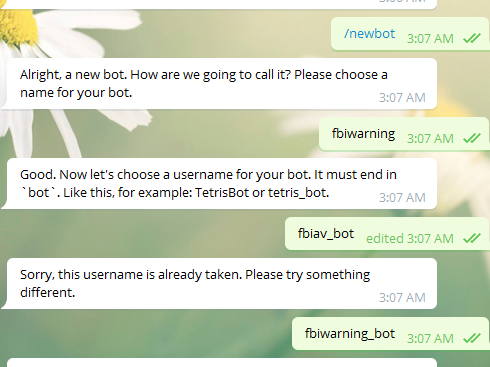 /newbot 3:07 AM
Alright, a new bot. How are we going to call it? Please choose a
name for your bot.
3:07 AM
fbiwarning 3:07 AM
Good. Now let's choose a username for your bot. It must end in
`bot`. Like this, for example: TetrisBot or tetris_bot.
3:07 AM
fbiav_bot edited 3:07 AM
Sorry, this username is already taken. Please try something
different.
3:07 AM
fbiwarning_bot 3:07 AM